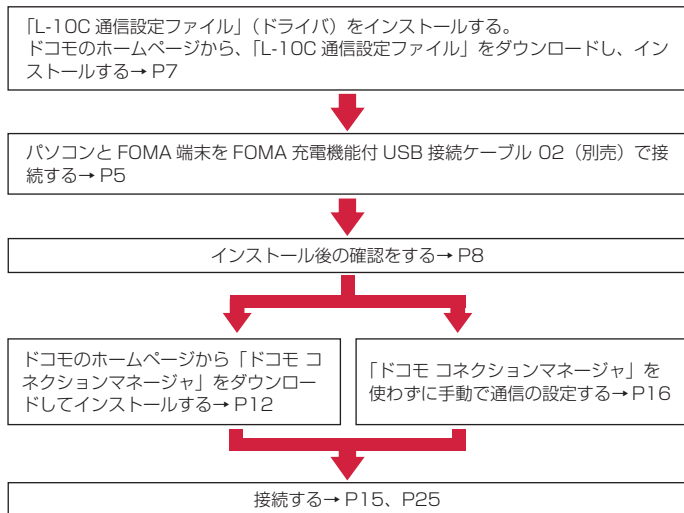 「L-10C 通信設定ファイル」（ドライバ）をインストールする。
ドコモのホームページから、「L-10C 通信設定ファイル」をダウンロードし、イン
ストールする→ P7
パソコンと FOMA 端末を FOMA 充電機能付 USB 接続ケーブル 02（別売）で接
続する→ P5
インストール後の確認をする→ P8
ドコモのホームページから「ドコモ コ
ネクションマネージャ」をダウンロー
ドしてインストールする→ P12
「ドコモ コネクションマネージャ」を
使わずに手動で通信の設定する→ P16
接続する→ P15、P25